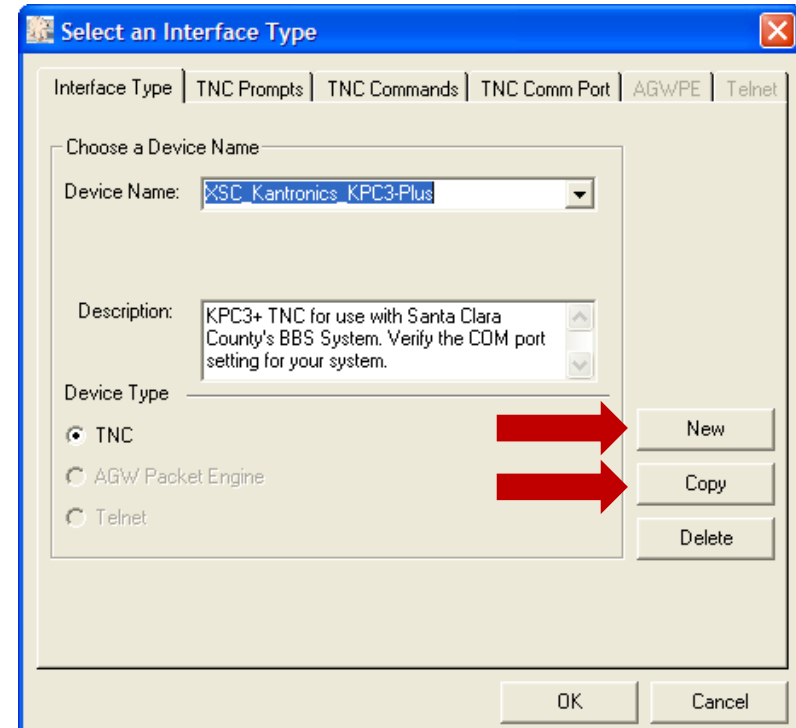 Select an Interface Type
Interface Type TNC Prompts TNC Commands TNC Comm Port AGWPE Telnet
Choose a Device Name
Device Name: XSC_Kantronics_KPC3-Plus
Description: KPC3+ TNC for use with Santa Clara
County's BBS System. Verify the COM port
setting for your system.
Device Type
TNC
New
AGW Packet Engine
Copy
Telnet
Delete
OK Cancel